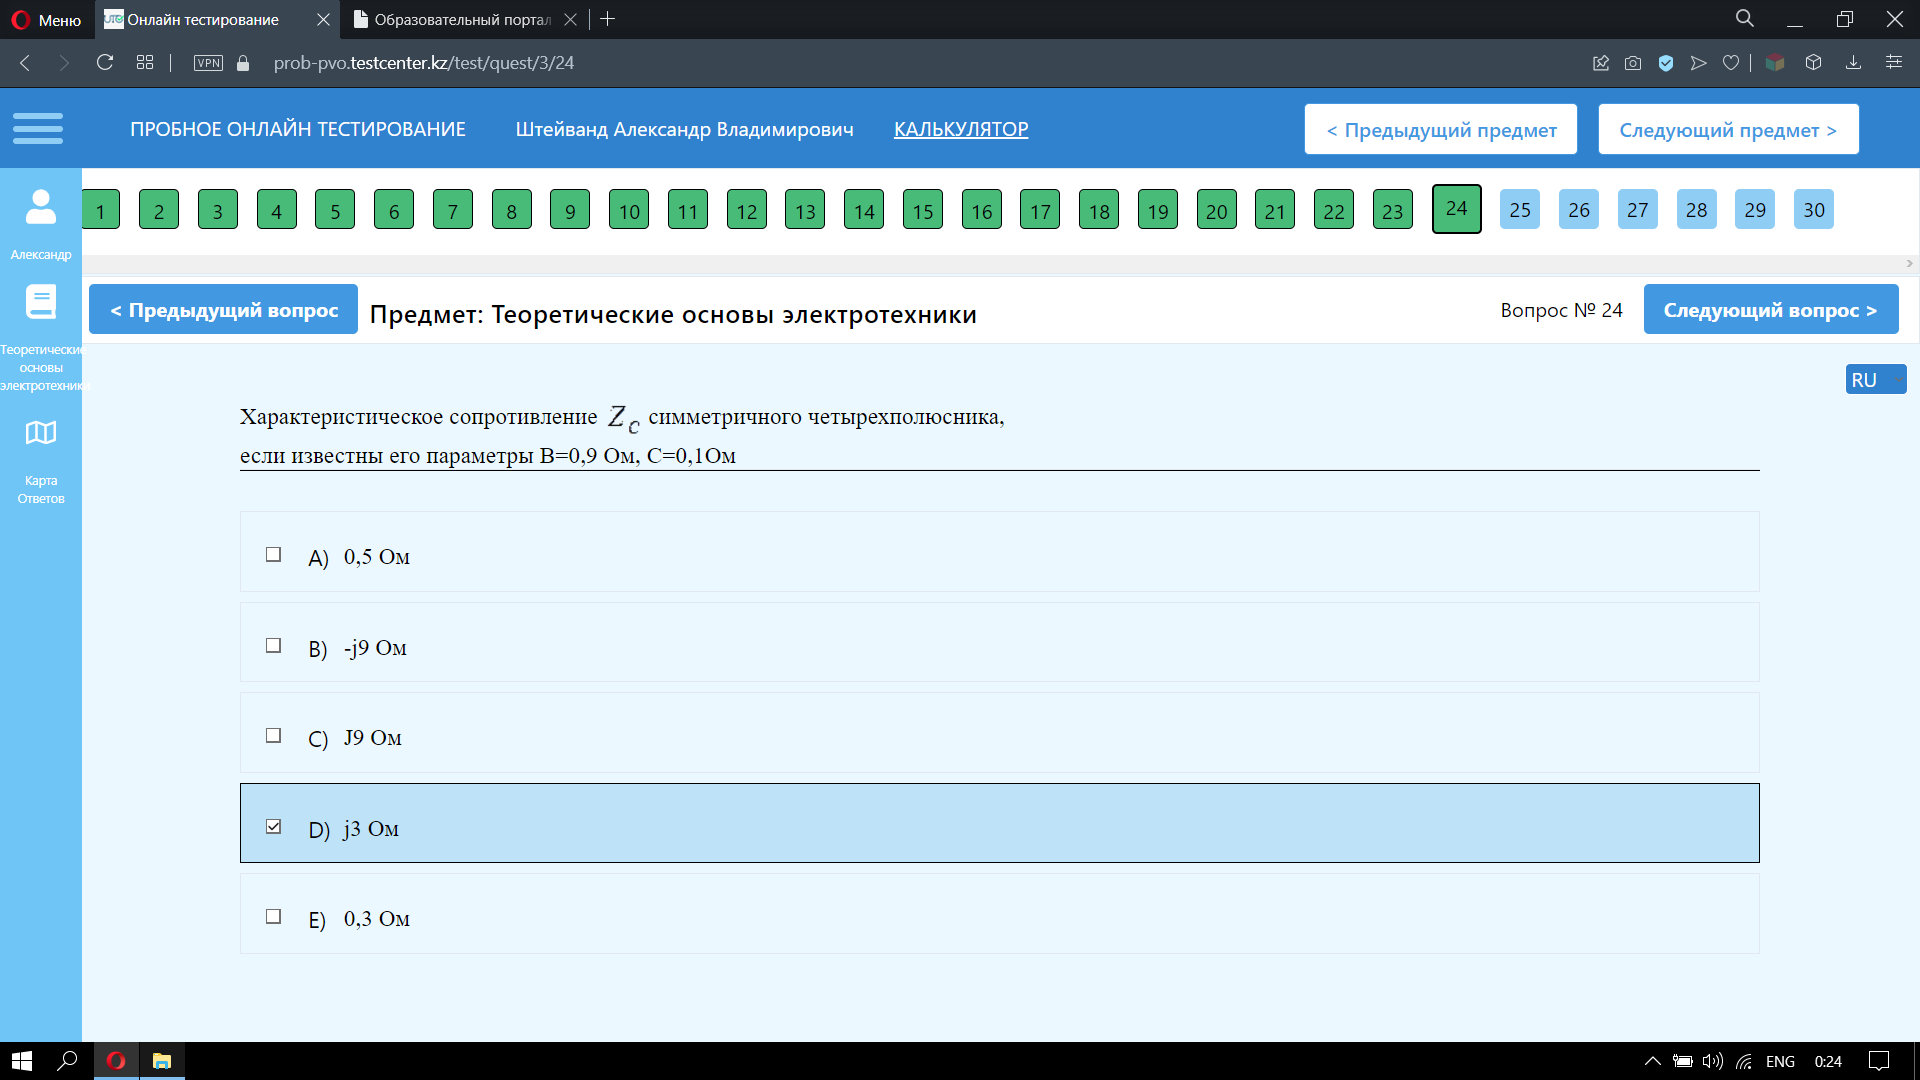 Меню
Онлайн тестирование
Образовательный портал
VPN
prob-pvo.testcenter.kz/test/quest/3/24
ПРОБНОЕ ОНЛАЙН ТЕСТИРОВАНИЕ
Штейванд Александр Владимирович
КАЛЬКУЛЯТОР
< Предыдущий предмет
Следующий предмет >
1 2 3 4 5 6 7 8 9 10 11 12 13 14 15 16 17 18 19 20 21 22 23 24 25 26 27 28 29 30
Александр
Теоретические
основы
электротехники
Карта
Ответов
< Предыдущий вопрос
Предмет: Теоретические основы электротехники
Вопрос № 24
Следующий вопрос >
RU
Характеристическое сопротивление Z_C симметричного четырехполюсника,
если известны его параметры B=0,9 Ом, C=0,1Ом
A) 0,5 Ом
B) -j9 Ом
C) J9 Ом
D) j3 Ом
E) 0,3 Ом
ENG
0:24